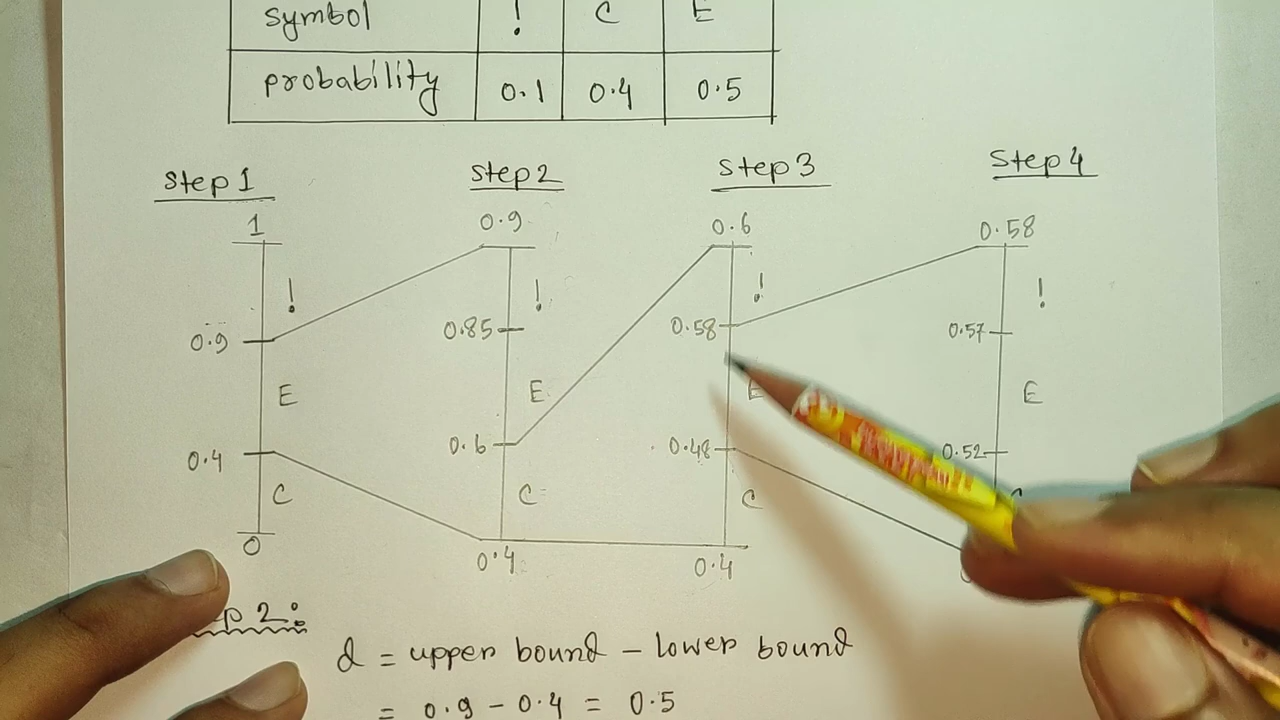 symbol ! C E
probability 0.1 0.4 0.5
Step 1 Step 2 Step 3 Step 4
1 0.9 0.6 0.58
! ! ! !
0.9 0.85 0.58 0.57
E E E E
0.4 0.6 0.48 0.52
C C C
0 0.4 0.4
2:
d = upper bound - lower bound
= 0.9 - 0.4 = 0.5